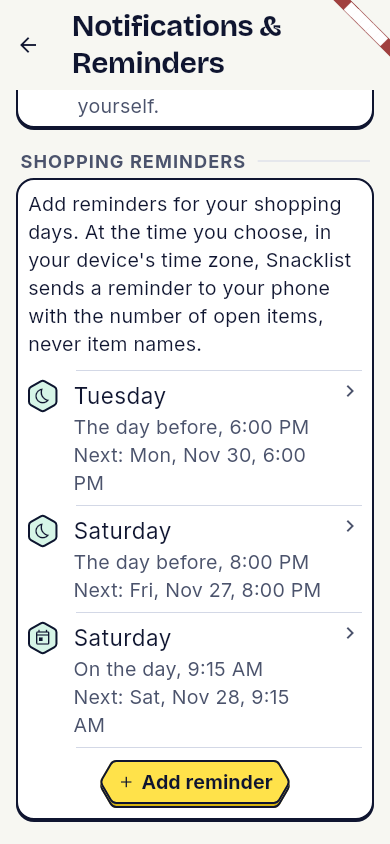 Notifications &
Reminders
yourself.
SHOPPING REMINDERS
Add reminders for your shopping
days. At the time you choose, in
your device's time zone, Snacklist
sends a reminder to your phone
with the number of open items,
never item names.
Tuesday
The day before, 6:00 PM
Next: Mon, Nov 30, 6:00
PM
Saturday
The day before, 8:00 PM
Next: Fri, Nov 27, 8:00 PM
Saturday
On the day, 9:15 AM
Next: Sat, Nov 28, 9:15
AM
+ Add reminder